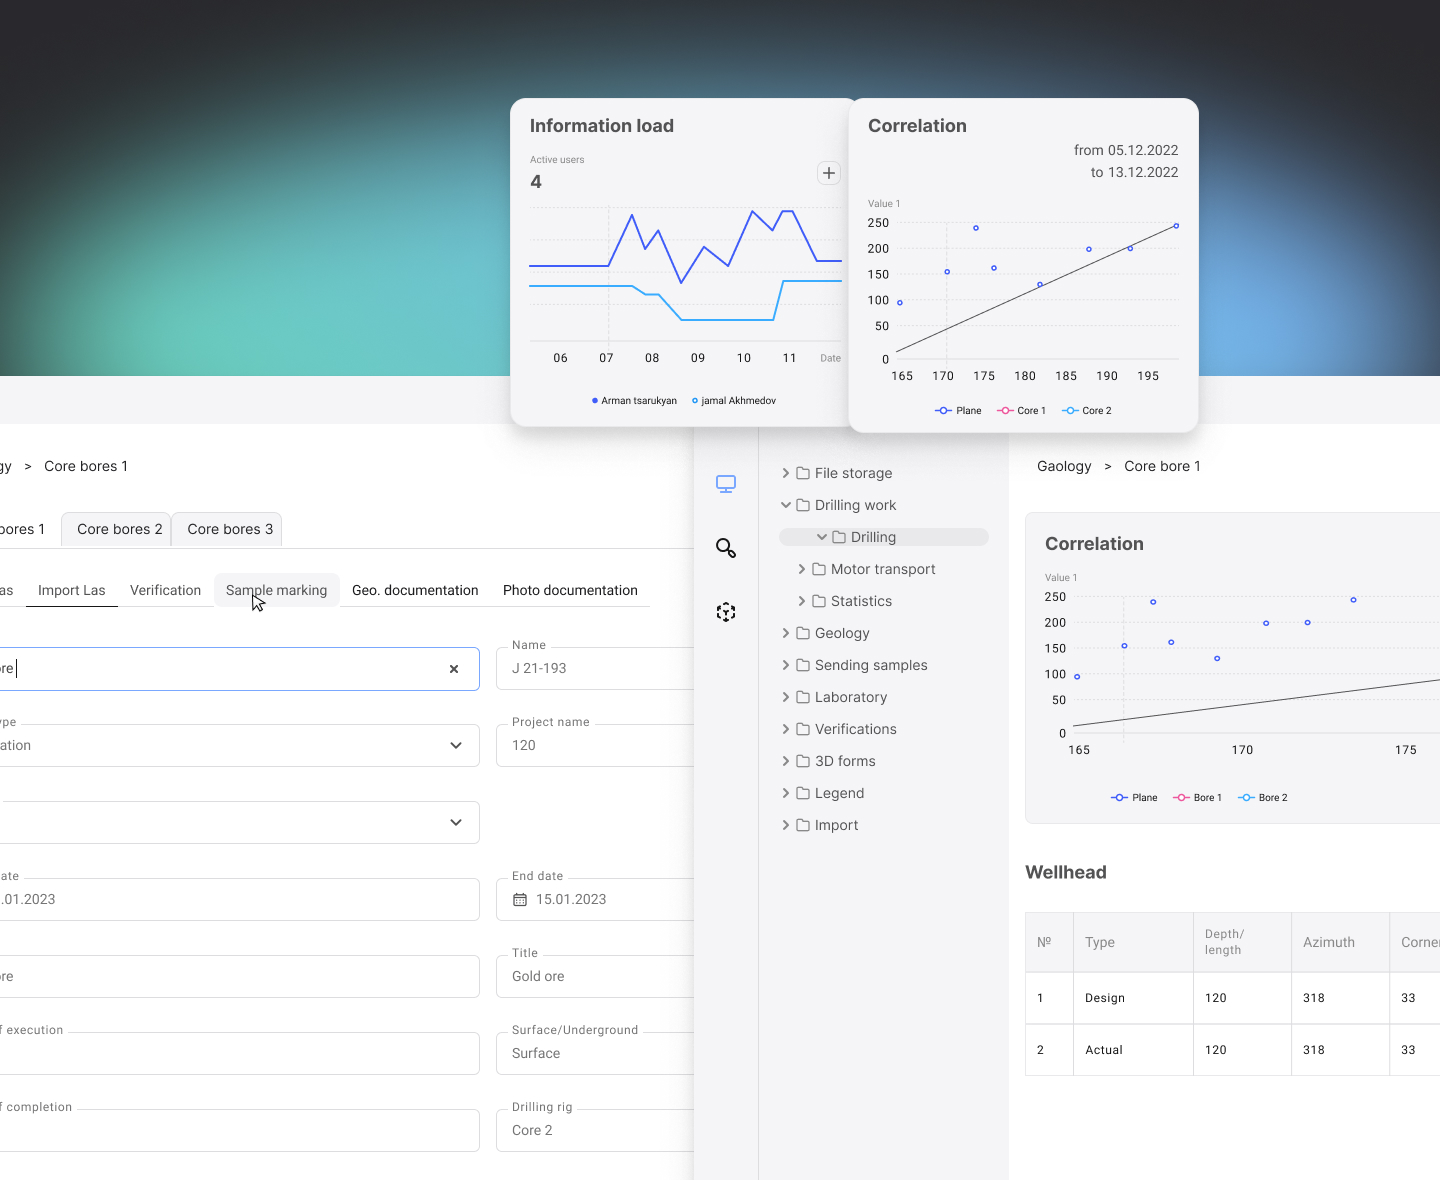 Information load
Active users
4
06 07 08 09 10 11 Date
Arman tsarukyan jamal Akhmedov
Correlation
from 05.12.2022
to 13.12.2022
Value 1
250
200
150
100
50
0
165 170 175 180 185 190 195
Plane Core 1 Core 2
gy > Core bores 1
bores 1 Core bores 2 Core bores 3
as Import Las Verification Sample marking Geo. documentation Photo documentation
re
Name
J 21-193
ype
ation
Project name
120
ate
.01.2023
End date
15.01.2023
re
Title
Gold ore
f execution
Surface/Underground
Surface
f completion
Drilling rig
Core 2
File storage
Drilling work
Drilling
Motor transport
Statistics
Geology
Sending samples
Laboratory
Verifications
3D forms
Legend
Import
Gaology > Core bore 1
Correlation
Value 1
250
200
150
100
50
0
165 170 175
Plane Bore 1 Bore 2
Wellhead
Nº Type Depth/
length Azimuth Corne
1 Design 120 318 33
2 Actual 120 318 33